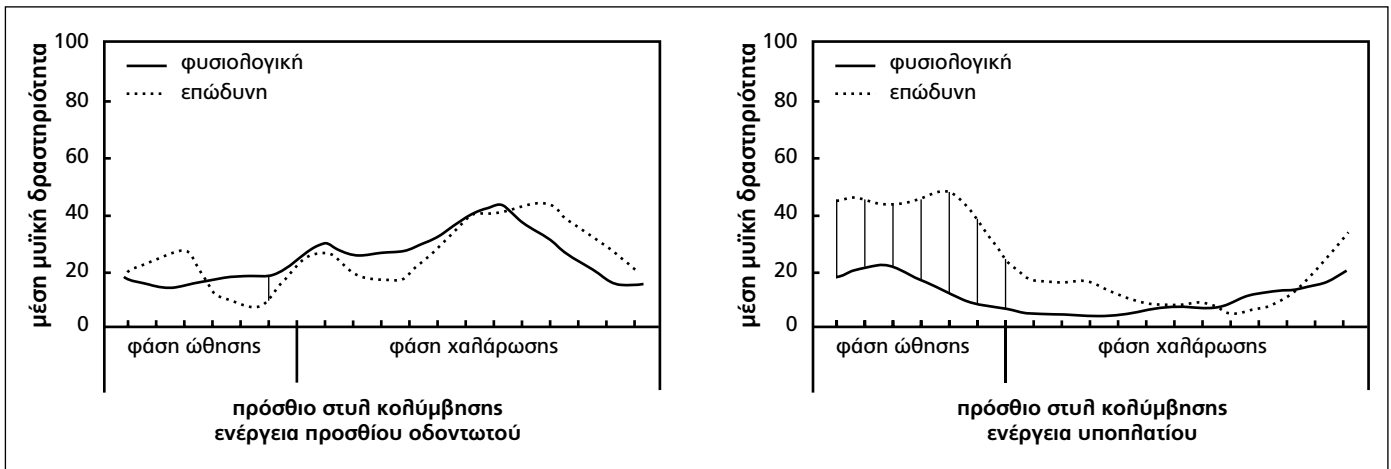 μέση μυϊκή δραστηριότητα
100
80
60
40
20
0
φυσιολογική
επώδυνη
φάση ώθησης
φάση χαλάρωσης
πρόσθιο στυλ κολύμβησης
ενέργεια προσθίου οδοντωτού
μέση μυϊκή δραστηριότητα
100
80
60
40
20
0
φυσιολογική
επώδυνη
φάση ώθησης
φάση χαλάρωσης
πρόσθιο στυλ κολύμβησης
ενέργεια υποπλατίου